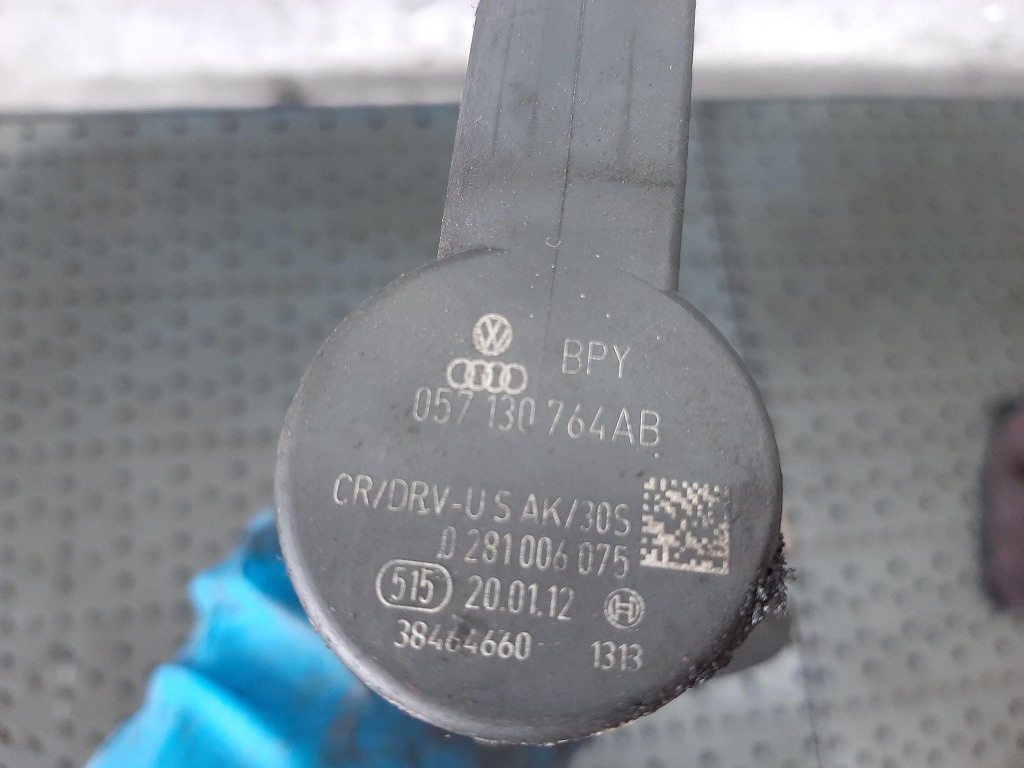 BPY
057 130 764AB
CR/DRV-U S AK/30S
0 281 006 075
515 20.01.12
38464660 1313